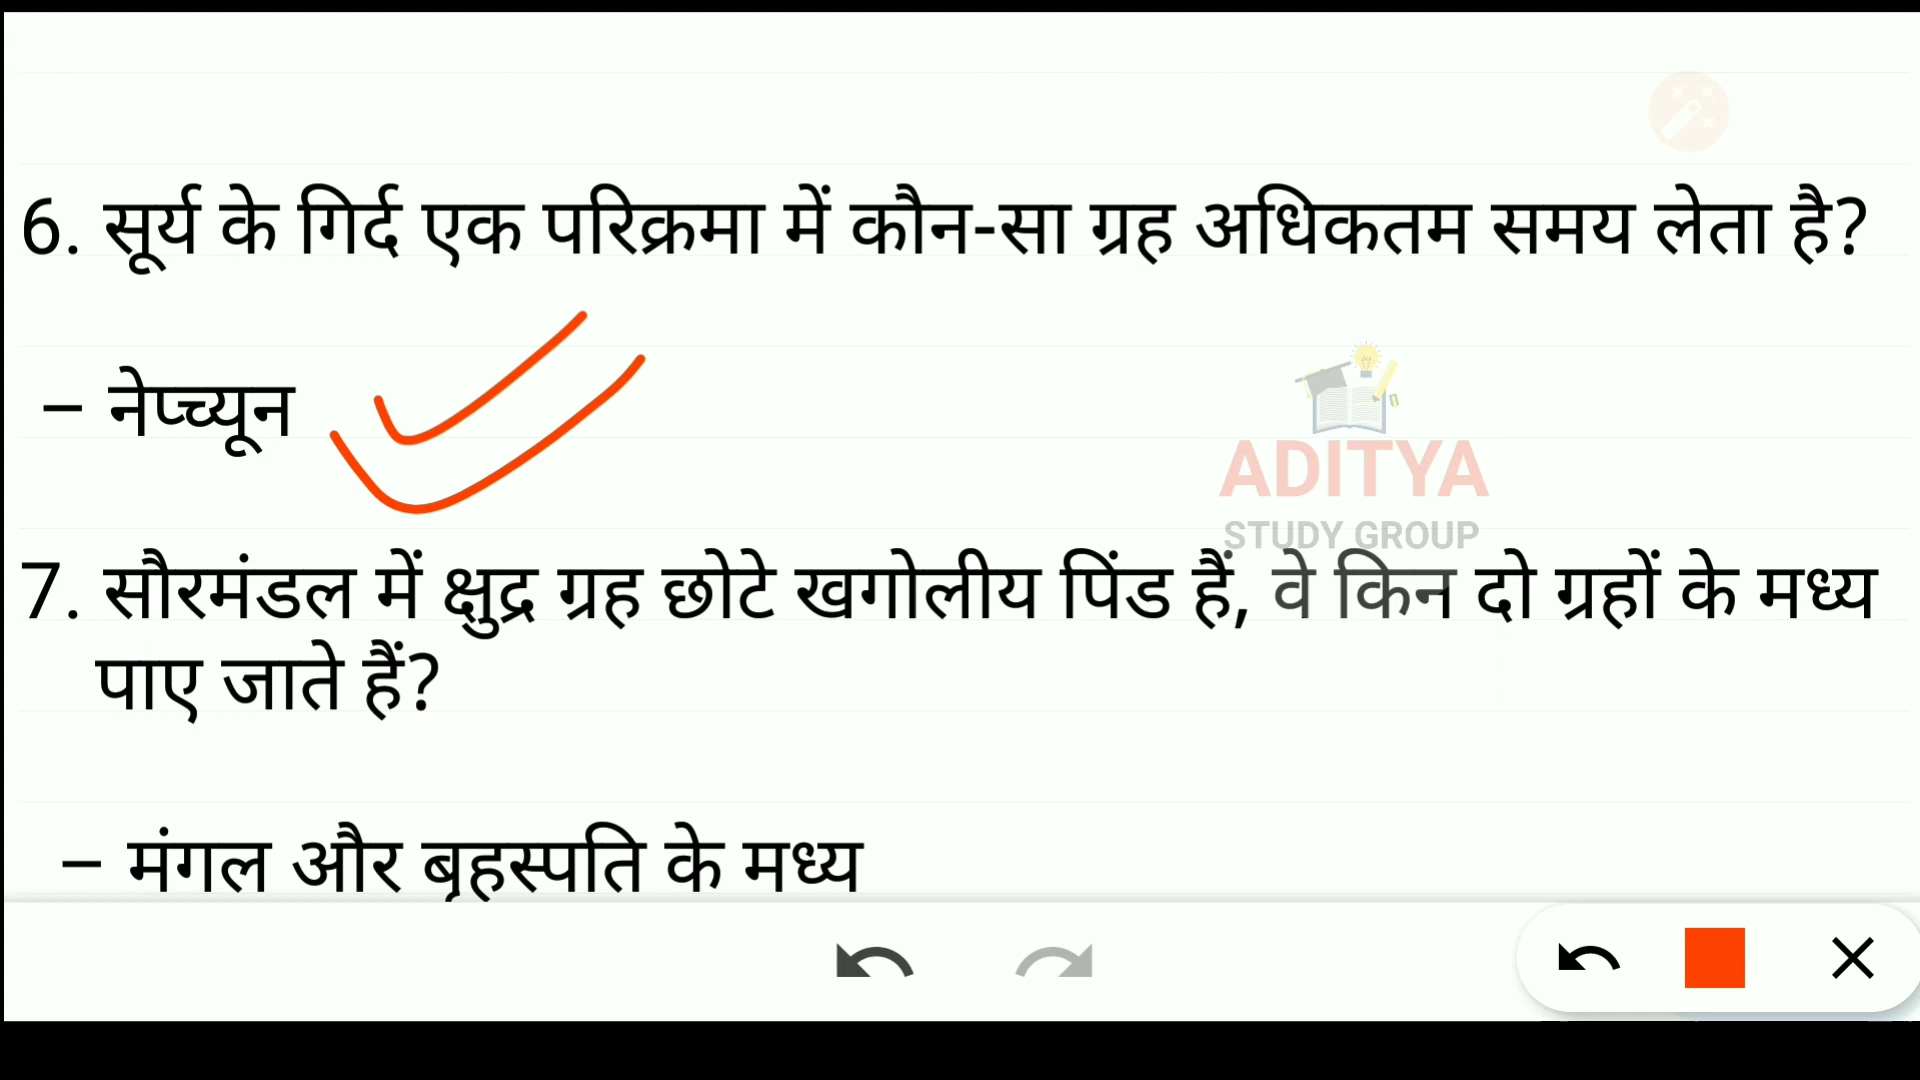 6. सूर्य के गिर्द एक परिक्रमा में कौन-सा ग्रह अधिकतम समय लेता है?
– नेप्च्यून
ADITYA
STUDY GROUP
7. सौरमंडल में क्षुद्र ग्रह छोटे खगोलीय पिंड हैं, वे किन दो ग्रहों के मध्य
पाए जाते हैं?
– मंगल और बृहस्पति के मध्य